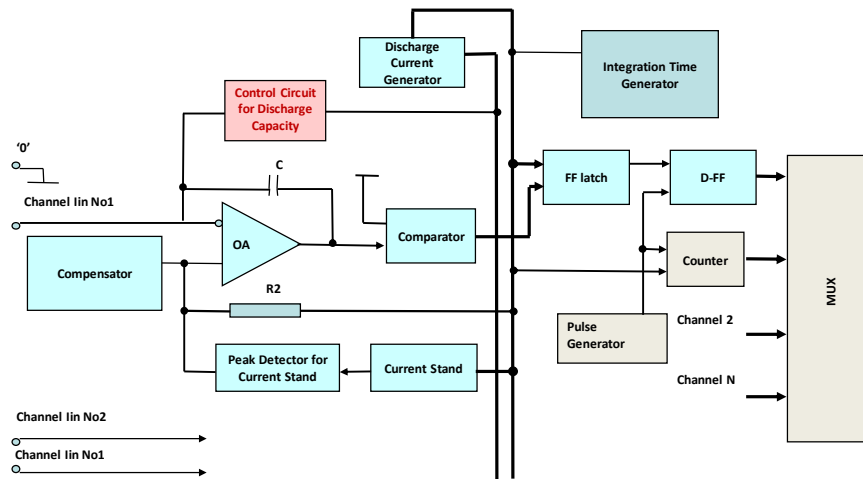 Discharge
Current
Generator
Integration Time
Generator
Control Circuit
for Discharge
Capacity
‘0’
C
Channel Iin No1
FF latch
D-FF
OA
Comparator
Compensator
Counter
MUX
R2
Pulse
Generator
Channel 2
Peak Detector for
Current Stand
Current Stand
Channel N
Channel Iin No2
Channel Iin No1